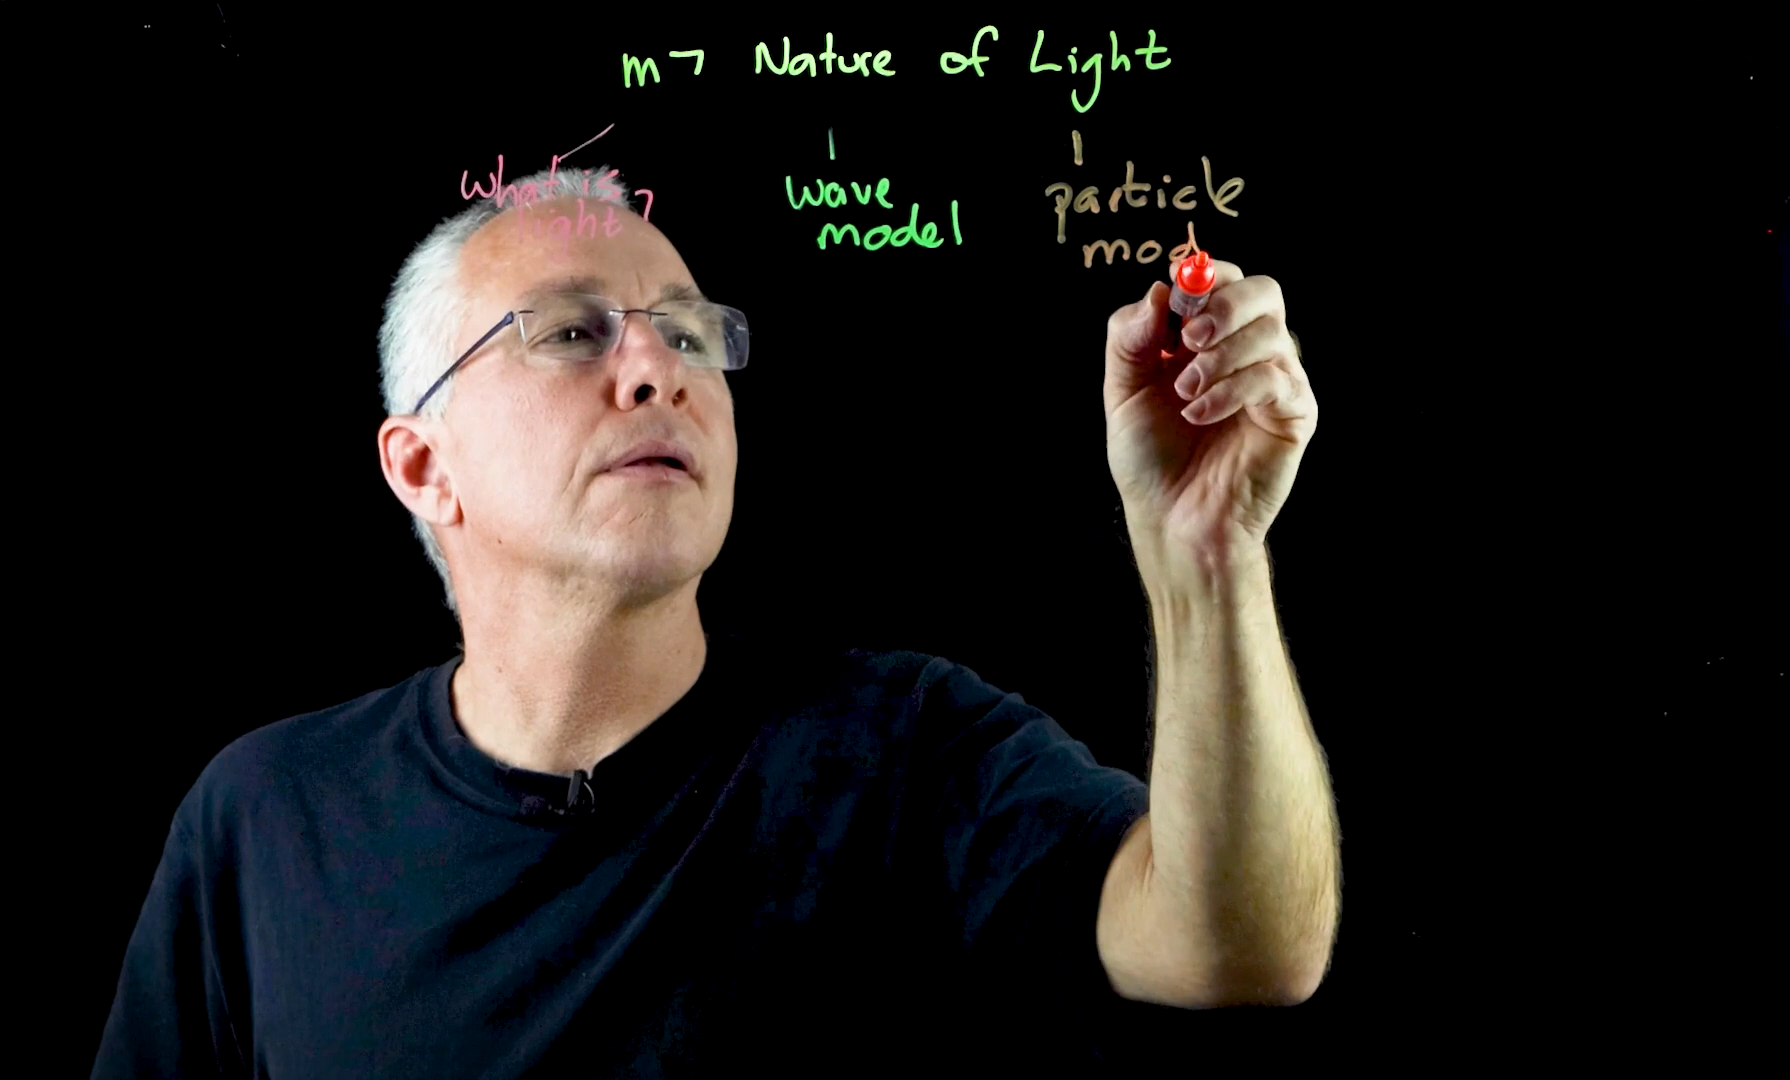 m7 Nature of Light
What is
light?
wave
model
particle
mod